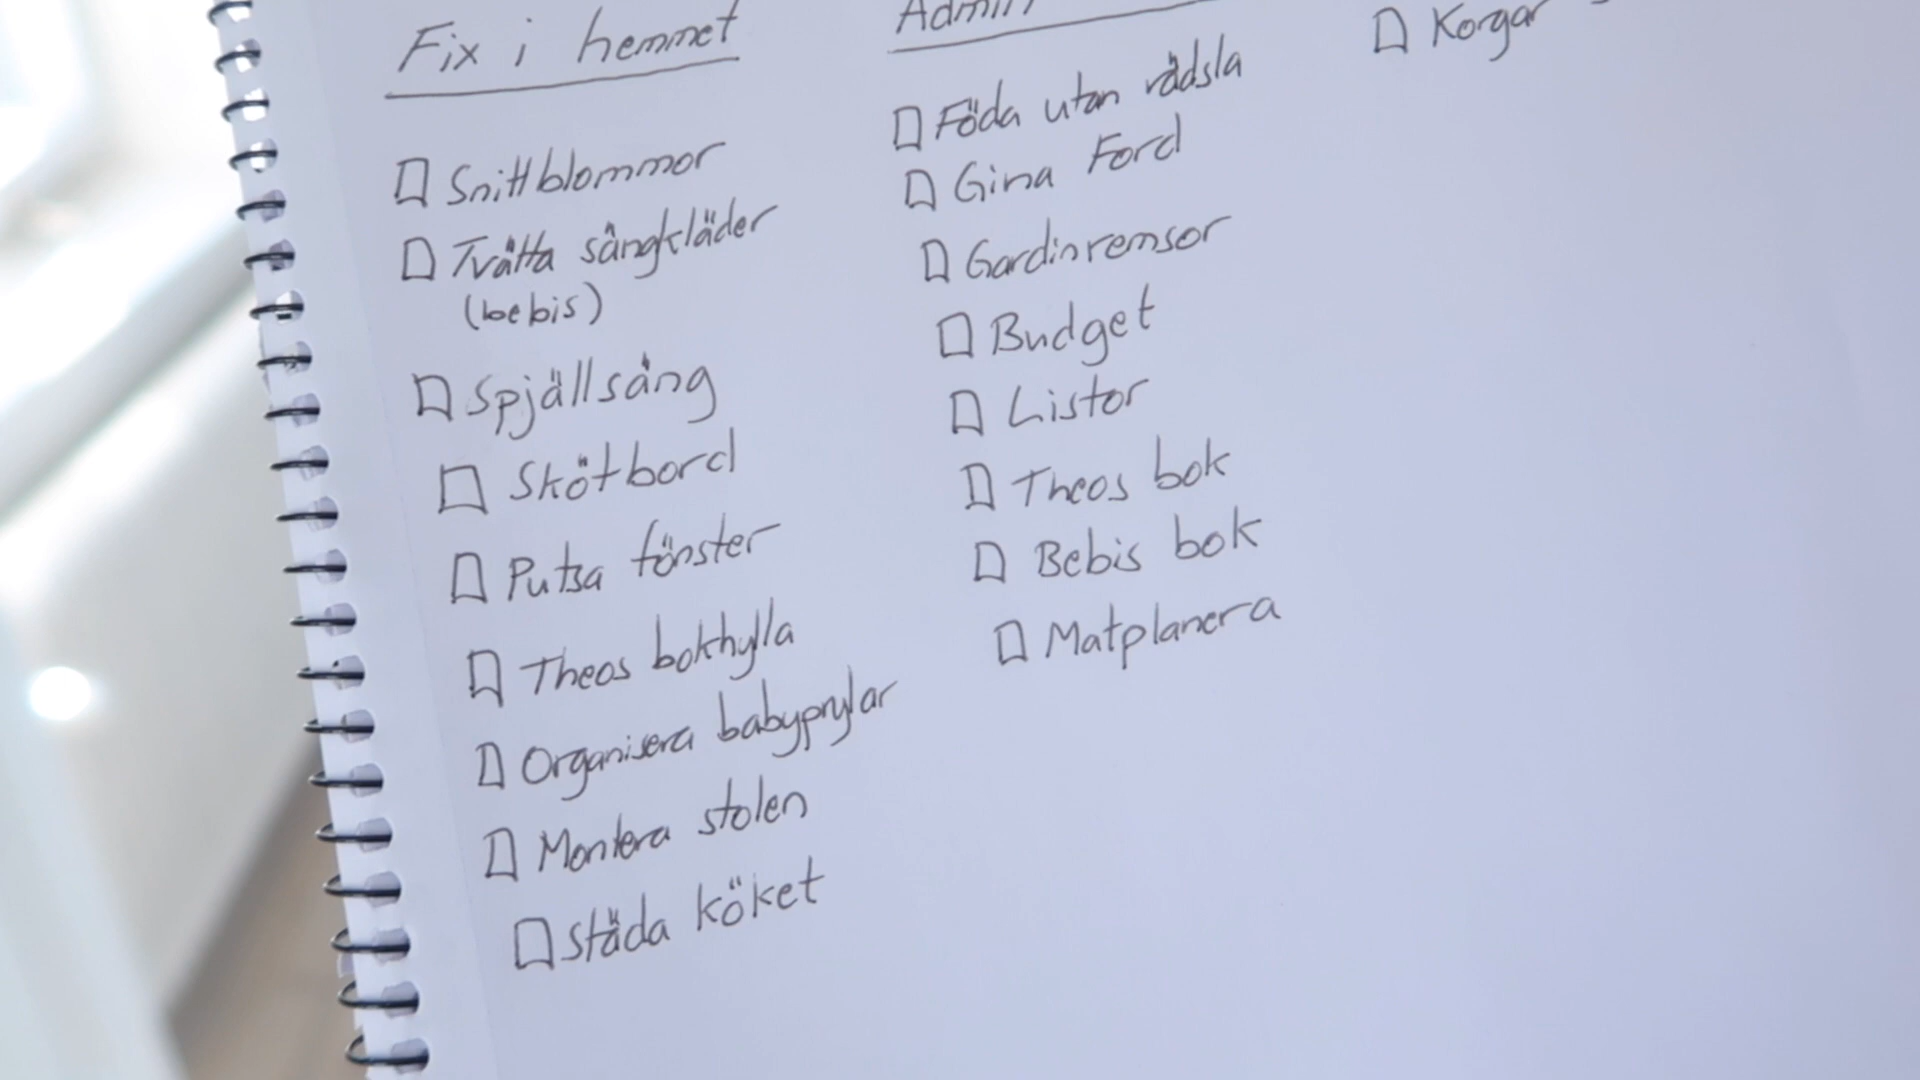 Fix i hemmet
Snittblommor
Tvätta sängkläder
(bebis)
Spjällsäng
Skötbord
Putsa fönster
Theos bokhylla
Organisera babyprylar
Montera stolen
Städa köket
Admin
Föda utan rädsla
Gina Ford
Gardinremsor
Budget
Listor
Theos bok
Bebis bok
Matplanera
Korgar